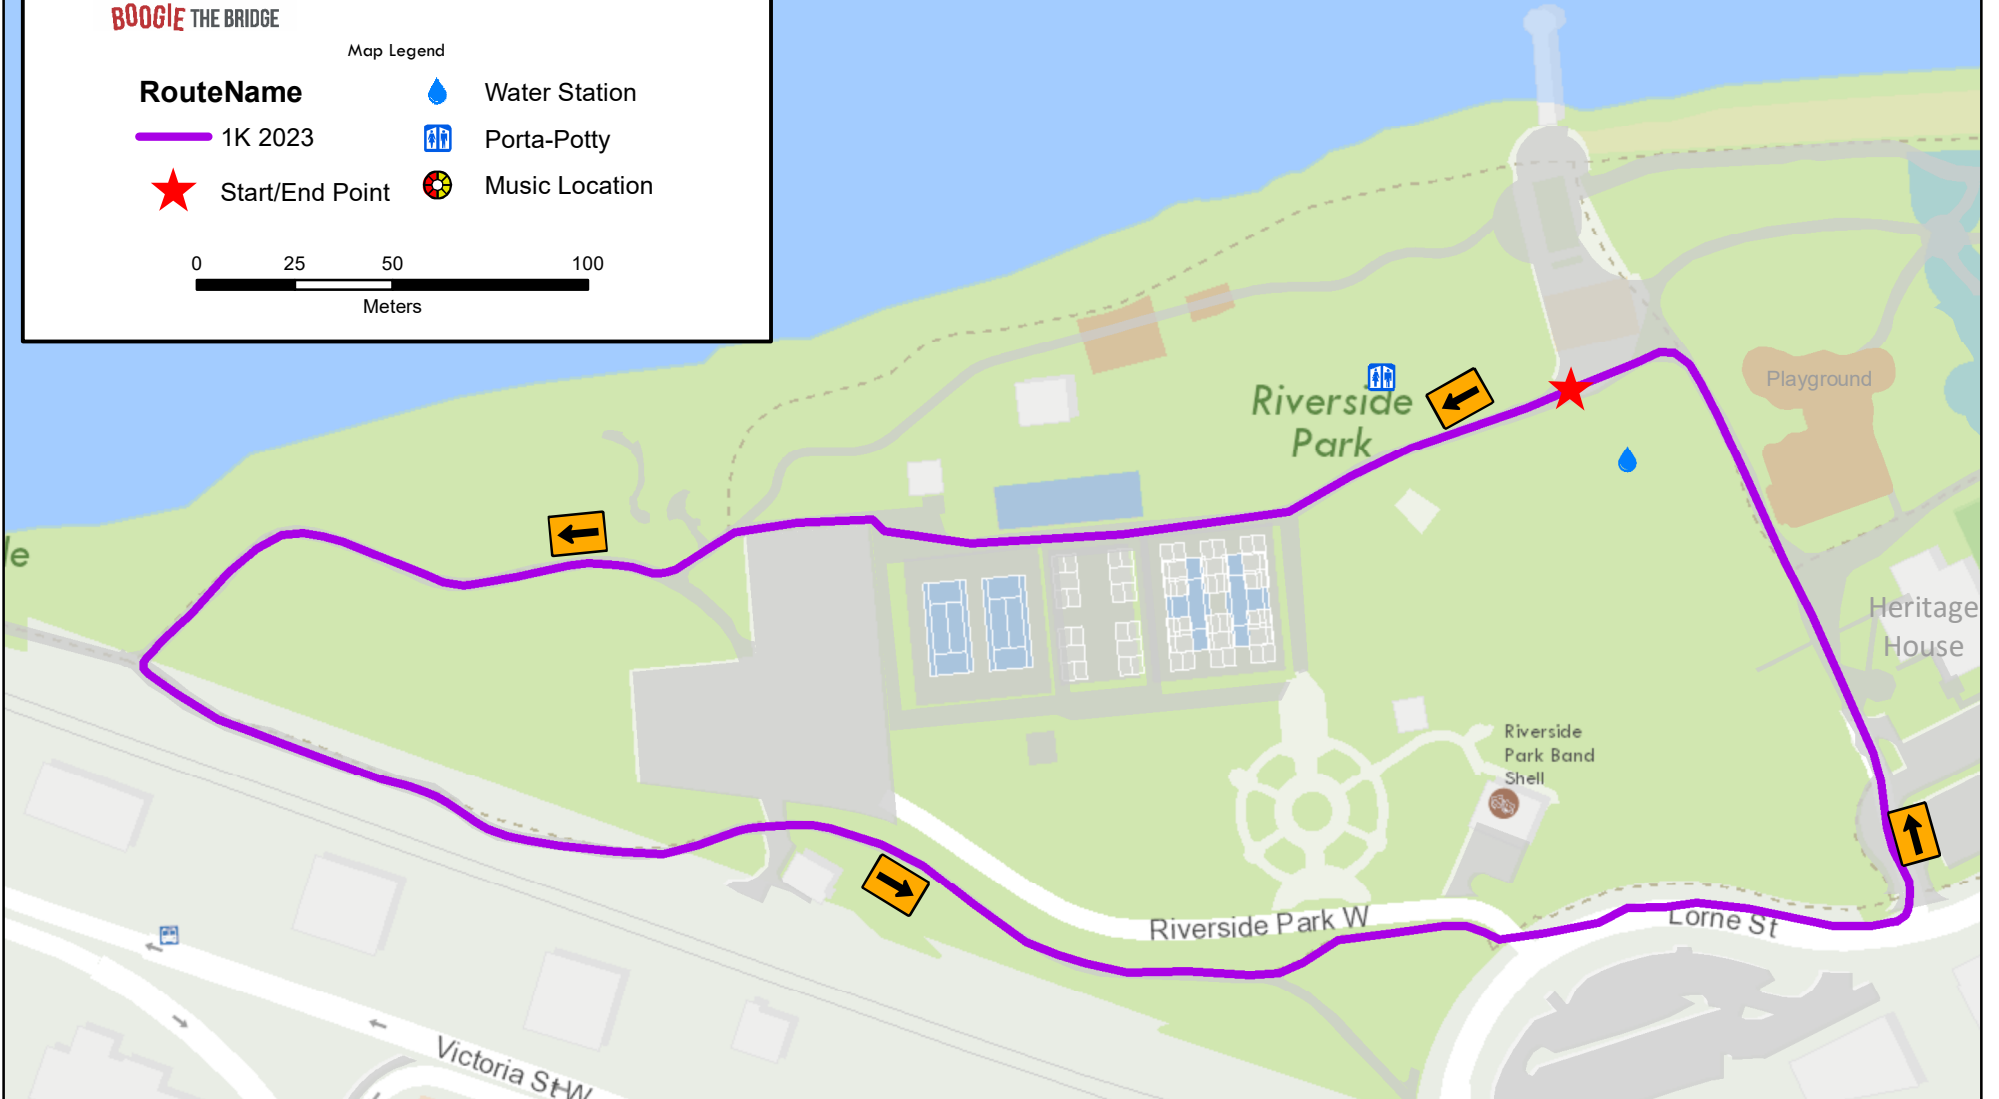 BOOGIE THE BRIDGE
Map Legend
RouteName
1K 2023
Start/End Point
Water Station
Porta-Potty
Music Location
0 25 50 100
Meters
Riverside
Park
Playground
le
Heritage
House
Riverside
Park Band
Shell
Riverside Park W
Lorne St
Victoria St W